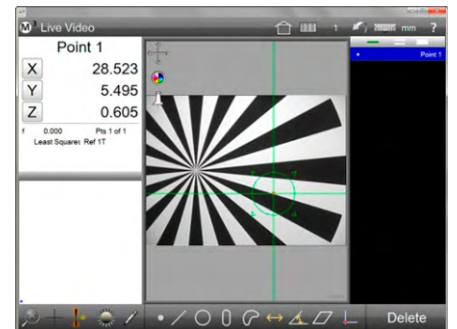 M³ Live Video
1
mm
?
Point 1
X 28.523
Y 5.495
Z 0.605
f 0.000 Pts 1 of 1
Least Squares Ref 1T
Point 1
Delete